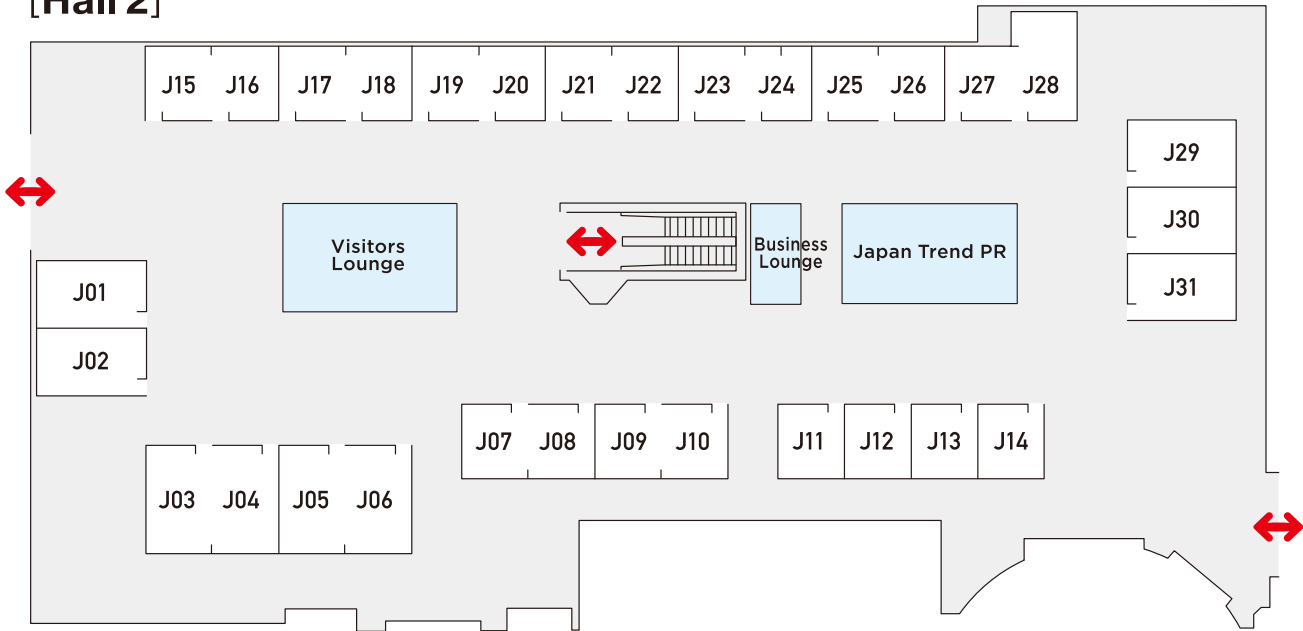 [Hall 2]
J15 J16 J17 J18 J19 J20 J21 J22 J23 J24 J25 J26 J27 J28
J29
J30
J31
Visitors
Lounge
Business
Lounge
Japan Trend PR
J01
J02
J07 J08 J09 J10 J11 J12 J13 J14
J03 J04 J05 J06